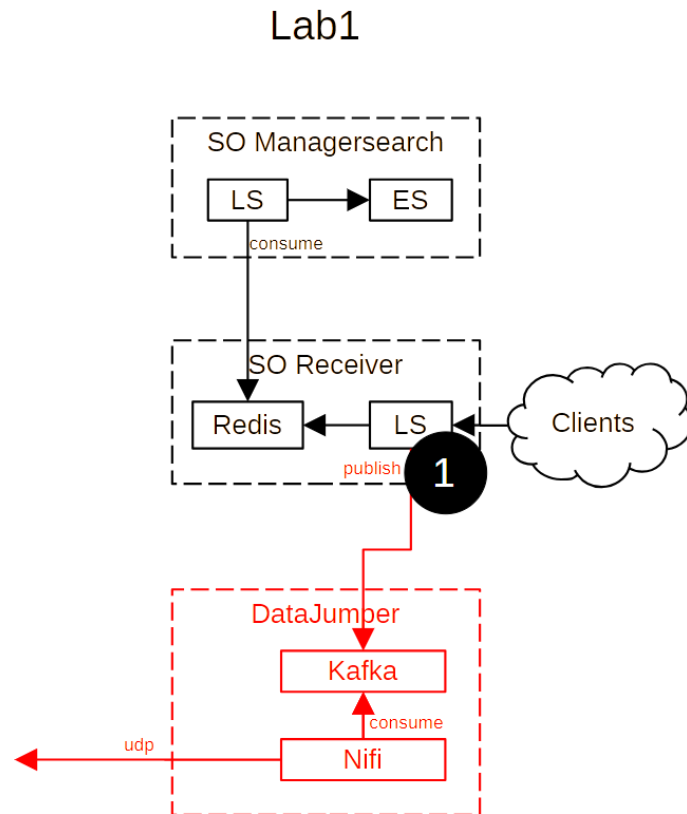 Lab1
SO Managersearch
LS
ES
consume
SO Receiver
Redis
LS
Clients
publish
1
DataJumper
Kafka
consume
udp
Nifi